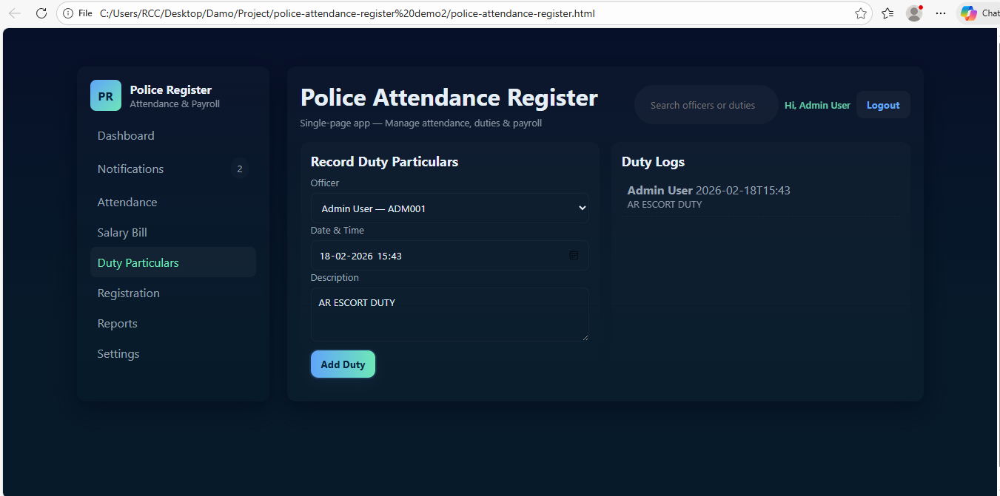 File C:/Users/RCC/Desktop/Damo/Project/police-attendance-register%20demo2/police-attendance-register.html
Chat
PR
Police Register
Attendance & Payroll
Dashboard
Notifications 2
Attendance
Salary Bill
Duty Particulars
Registration
Reports
Settings
Police Attendance Register
Single-page app — Manage attendance, duties & payroll
Search officers or duties
Hi, Admin User
Logout
Record Duty Particulars
Officer
Admin User — ADM001
Date & Time
18-02-2026 15:43
Description
AR ESCORT DUTY
Add Duty
Duty Logs
Admin User 2026-02-18T15:43
AR ESCORT DUTY